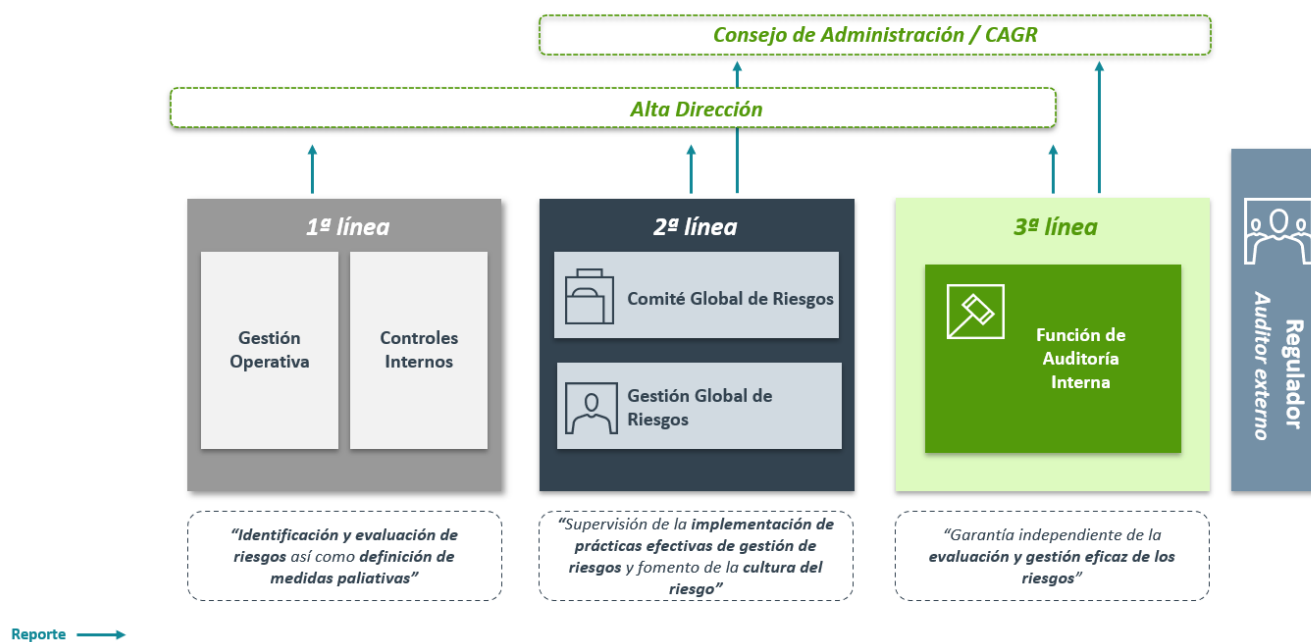 Consejo de Administración / CAGR
Alta Dirección
1ª línea
Gestión
Operativa
Controles
Internos
2ª línea
Comité Global de Riesgos
Gestión Global de
Riesgos
3ª línea
Función de
Auditoría
Interna
Regulador
Auditor externo
“Identificación y evaluación de
riesgos así como definición de
medidas paliativas”
“Supervisión de la implementación de
prácticas efectivas de gestión de
riesgos y fomento de la cultura del
riesgo”
“Garantía independiente de la
evaluación y gestión eficaz de los
riesgos”
Reporte